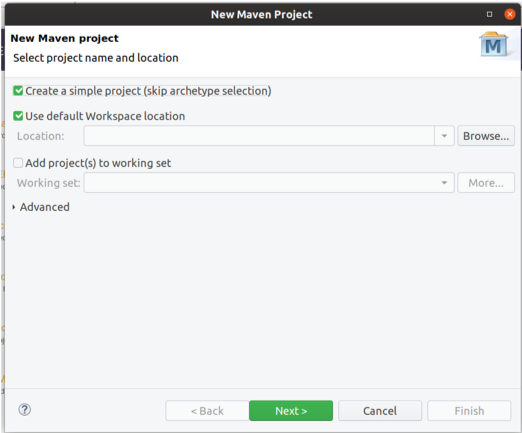 New Maven Project
New Maven project
Select project name and location
M
Create a simple project (skip archetype selection)
Use default Workspace location
Location:
Browse...
Add project(s) to working set
Working set:
More...
Advanced
?
< Back
Next >
Cancel
Finish